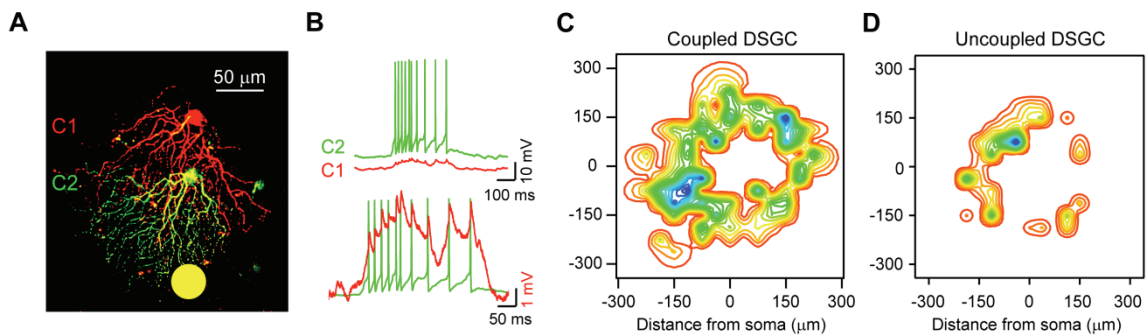 A
50 μm
C1
C2
B
C2
C1
10 mV
100 ms
1 mV
50 ms
C
Coupled DSGC
300
150
0
-150
-300
-300 -150 0 150 300
Distance from soma (μm)
D
Uncoupled DSGC
300
150
0
-150
-300
-300 -150 0 150 300
Distance from soma (μm)